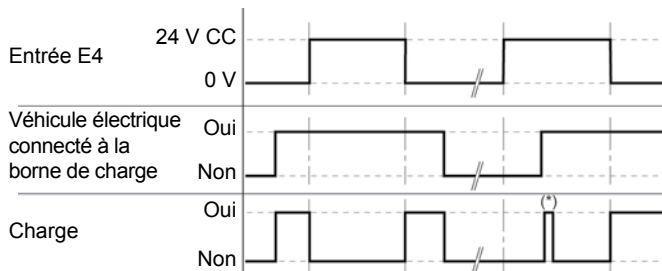 24 V CC
Entrée E4
0 V
Véhicule électrique
connecté à la
borne de charge
Oui
Non
(*)
Oui
Charge
Non